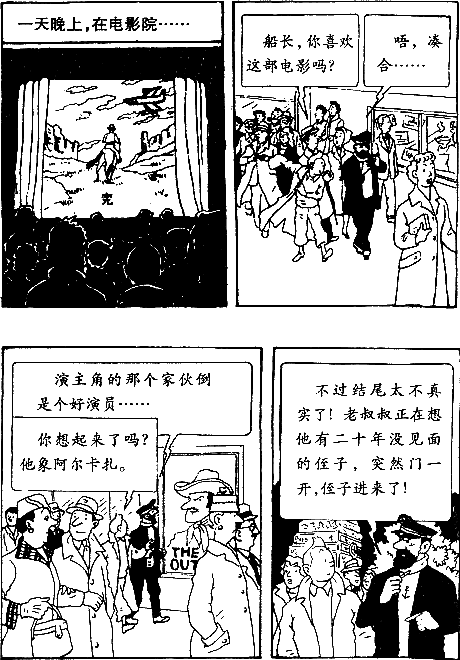 一天晚上，在电影院……
完
船长，你喜欢
这部电影吗？
唔，凑
合……
演主角的那个家伙倒
是个好演员……
你想起来了吗？
他象阿尔卡扎。
THE
OUT
不过结尾太不真
实了！老叔叔正在想
他有二十年没见面
的侄子，突然门一
开，侄子进来了！